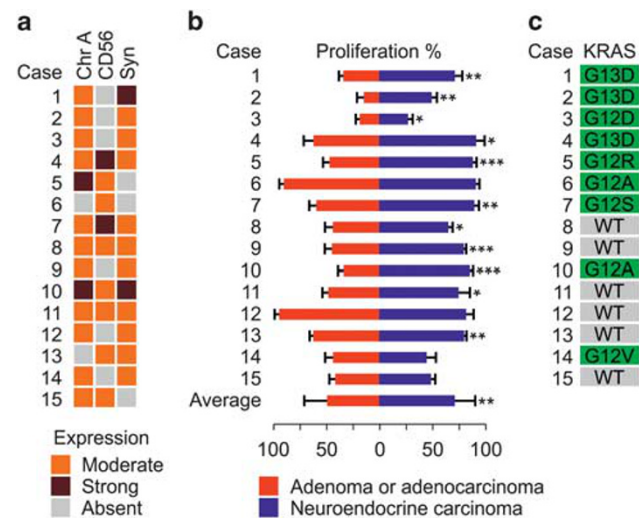 a
Case
Chr A
CD56
Syn
1
2
3
4
5
6
7
8
9
10
11
12
13
14
15
Expression
Moderate
Strong
Absent
b
Case Proliferation %
1 **
2 **
3 *
4 *
5 ***
6
7 **
8 *
9 ***
10 ***
11 *
12
13 **
14
15
Average **
100 50 0 50 100
Adenoma or adenocarcinoma
Neuroendocrine carcinoma
c
Case KRAS
1 G13D
2 G13D
3 G12D
4 G13D
5 G12R
6 G12A
7 G12S
8 WT
9 WT
10 G12A
11 WT
12 WT
13 WT
14 G12V
15 WT